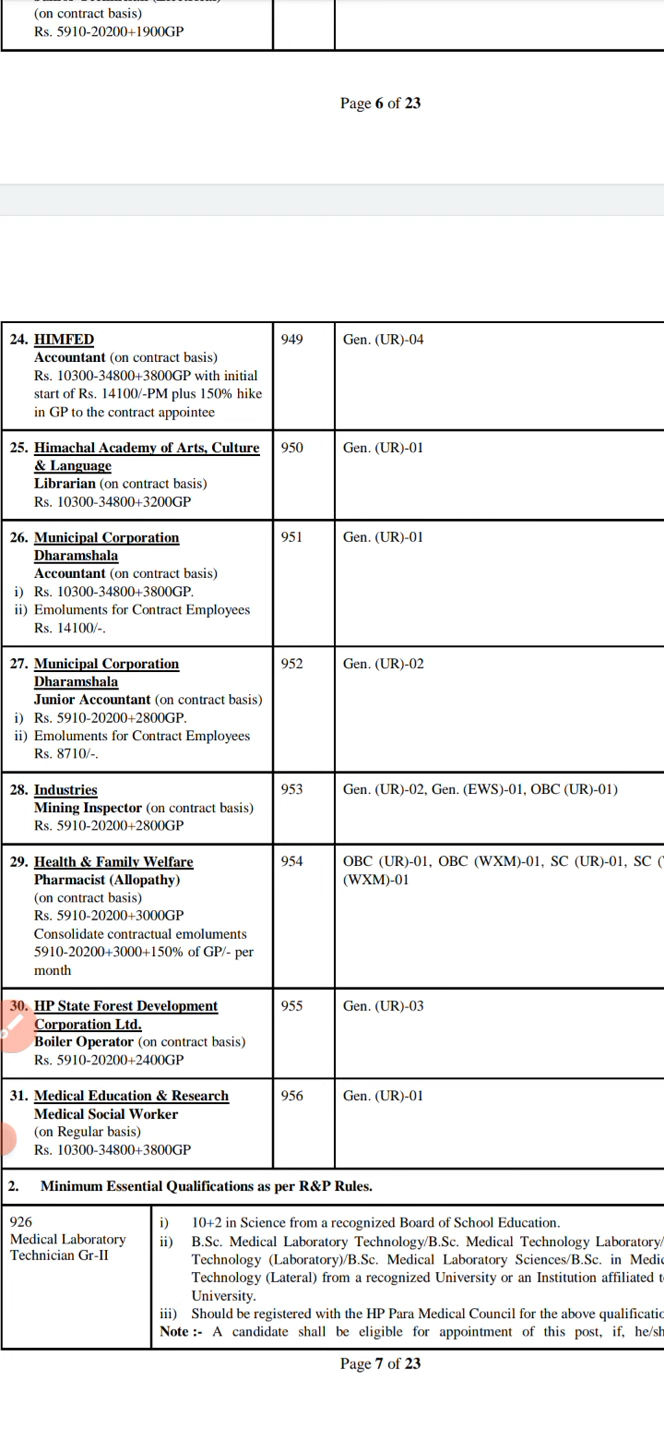 (on contract basis)
Rs. 5910-20200+1900GP
Page 6 of 23
24. HIMFED 949 Gen. (UR)-04
Accountant (on contract basis)
Rs. 10300-34800+3800GP with initial
start of Rs. 14100/-PM plus 150% hike
in GP to the contract appointee
25. Himachal Academy of Arts, Culture 950 Gen. (UR)-01
& Language
Librarian (on contract basis)
Rs. 10300-34800+3200GP
26. Municipal Corporation 951 Gen. (UR)-01
Dharamshala
Accountant (on contract basis)
i) Rs. 10300-34800+3800GP.
ii) Emoluments for Contract Employees
Rs. 14100/-.
27. Municipal Corporation 952 Gen. (UR)-02
Dharamshala
Junior Accountant (on contract basis)
i) Rs. 5910-20200+2800GP.
ii) Emoluments for Contract Employees
Rs. 8710/-.
28. Industries 953 Gen. (UR)-02, Gen. (EWS)-01, OBC (UR)-01)
Mining Inspector (on contract basis)
Rs. 5910-20200+2800GP
29. Health & Family Welfare 954 OBC (UR)-01, OBC (WXM)-01, SC (UR)-01, SC (
Pharmacist (Allopathy) (WXM)-01
(on contract basis)
Rs. 5910-20200+3000GP
Consolidate contractual emoluments
5910-20200+3000+150% of GP/- per
month
30. HP State Forest Development 955 Gen. (UR)-03
Corporation Ltd.
Boiler Operator (on contract basis)
Rs. 5910-20200+2400GP
31. Medical Education & Research 956 Gen. (UR)-01
Medical Social Worker
(on Regular basis)
Rs. 10300-34800+3800GP
2. Minimum Essential Qualifications as per R&P Rules.
926 i) 10+2 in Science from a recognized Board of School Education.
Medical Laboratory ii) B.Sc. Medical Laboratory Technology/B.Sc. Medical Technology Laboratory/
Technician Gr-II Technology (Laboratory)/B.Sc. Medical Laboratory Sciences/B.Sc. in Medic
Technology (Lateral) from a recognized University or an Institution affiliated t
University.
iii) Should be registered with the HP Para Medical Council for the above qualificatio
Note :- A candidate shall be eligible for appointment of this post, if, he/sh
Page 7 of 23